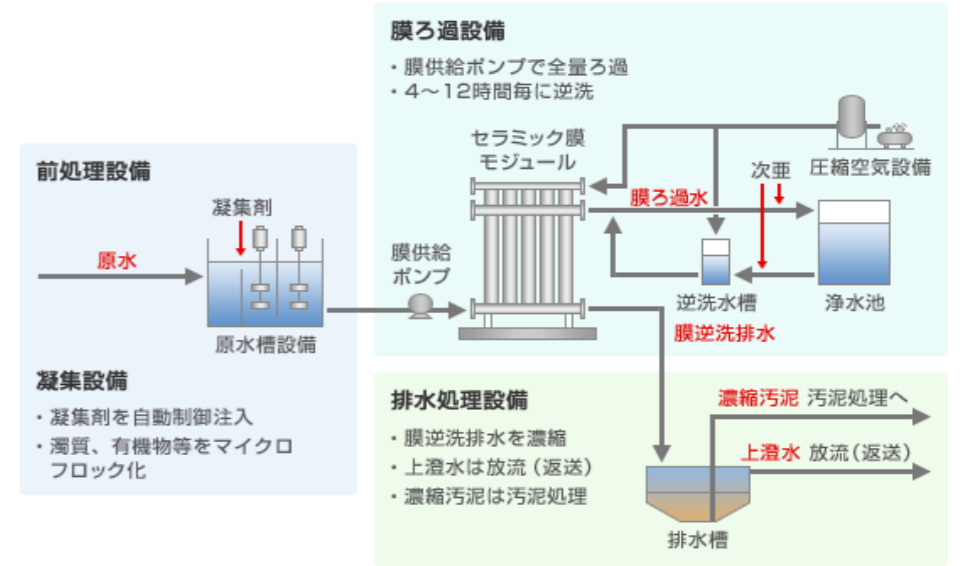 膜ろ過設備
・膜供給ポンプで全量ろ過
・4〜12時間毎に逆洗
セラミック膜
モジュール
圧縮空気設備
次亜
膜ろ過水
逆洗水槽
浄水池
膜供給
ポンプ
膜逆洗排水
前処理設備
凝集剤
原水
原水槽設備
凝集設備
・凝集剤を自動制御注入
・濁質、有機物等をマイクロ
フロック化
排水処理設備
・膜逆洗排水を濃縮
・上澄水は放流（返送）
・濃縮汚泥は汚泥処理
濃縮汚泥 汚泥処理へ
上澄水 放流（返送）
排水槽